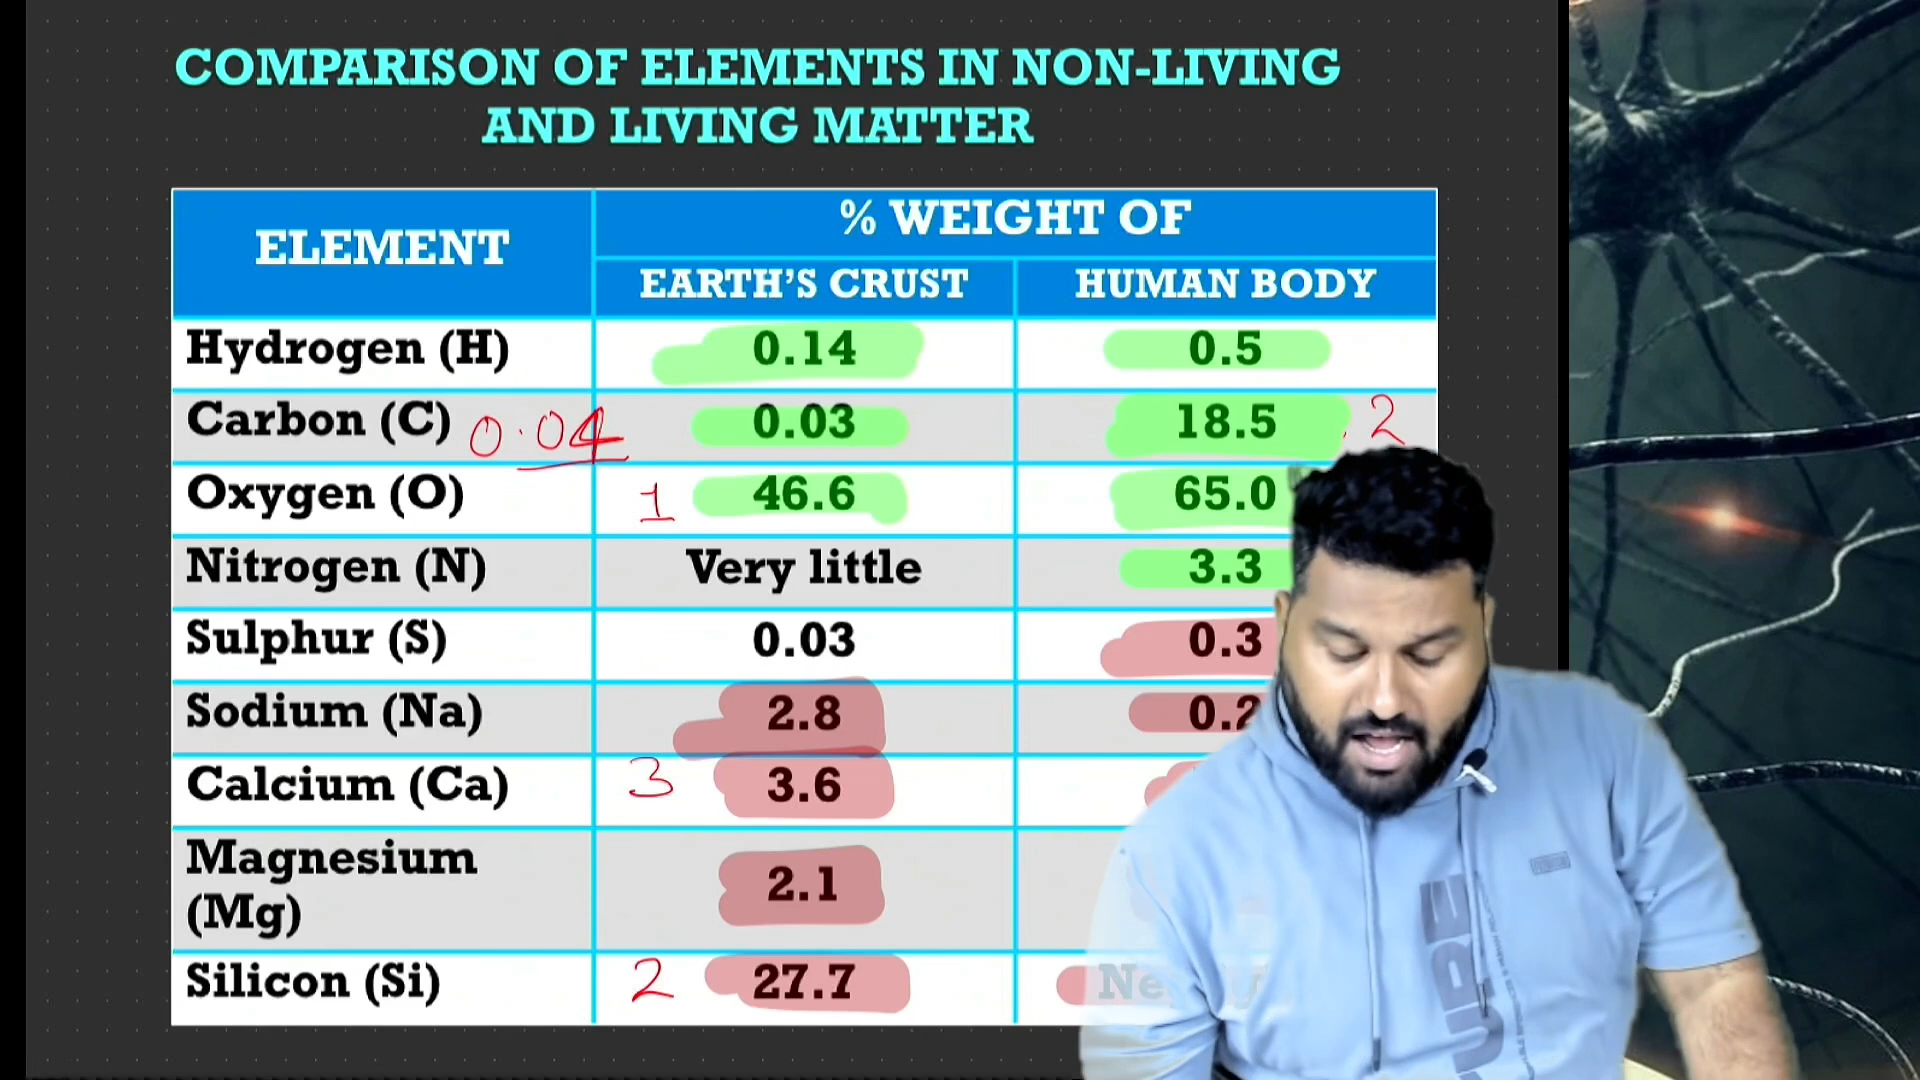 COMPARISON OF ELEMENTS IN NON-LIVING
AND LIVING MATTER
ELEMENT
% WEIGHT OF
EARTH'S CRUST HUMAN BODY
Hydrogen (H) 0.14 0.5
Carbon (C) 0.04 0.03 18.5 2
Oxygen (O) 1 46.6 65.0
Nitrogen (N) Very little 3.3
Sulphur (S) 0.03 0.3
Sodium (Na) 2.8 0.2
Calcium (Ca) 3 3.6
Magnesium
(Mg) 2.1
Silicon (Si) 2 27.7